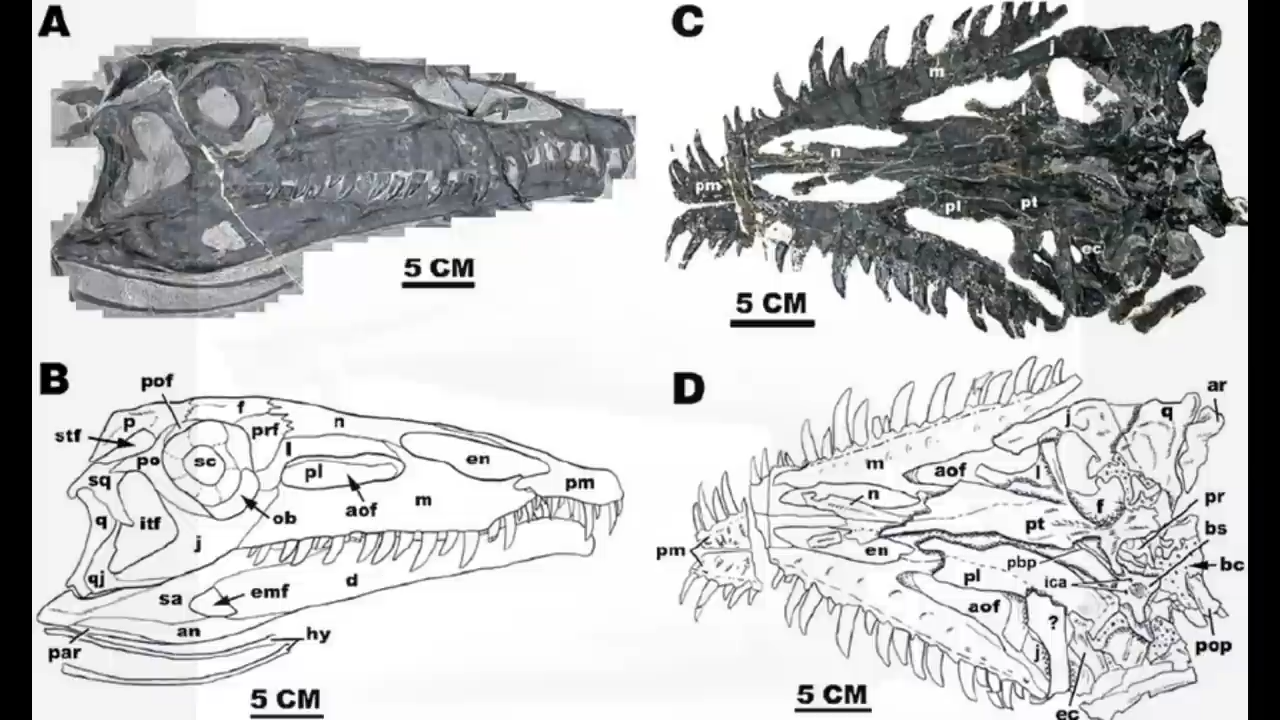 A
5 CM
C
m
j
l
n
pm
pl
pt
ec
5 CM
B
pof
p
f
stf
prf
n
po
sc
l
en
sq
pl
pm
q
itf
aof
m
ob
j
qj
emf
d
sa
an
hy
par
5 CM
D
ar
j
q
m
aof
l
n
f
pr
pt
bs
pm
en
pbp
bc
pl
ica
aof
?
j
pop
5 CM
ec